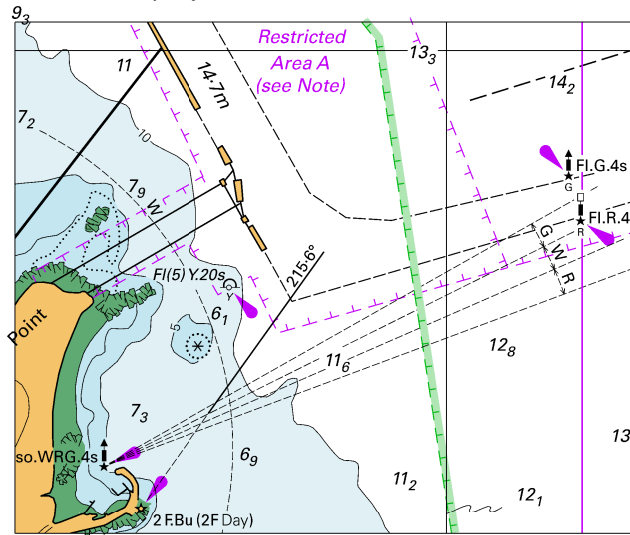 9₃
Restricted
Area A
(see Note)
11
14·7m
13₃
14₂
10
7₂
7₉
W
Fl.G.4s
G
Fl.R.4
R
G W R
215·6°
Fl(5)Y.20s
Y
6₁
5
Point
11₆
12₈
7₃
13
so.WRG.4s
6₉
11₂
12₁
2F.Bu (2F Day)